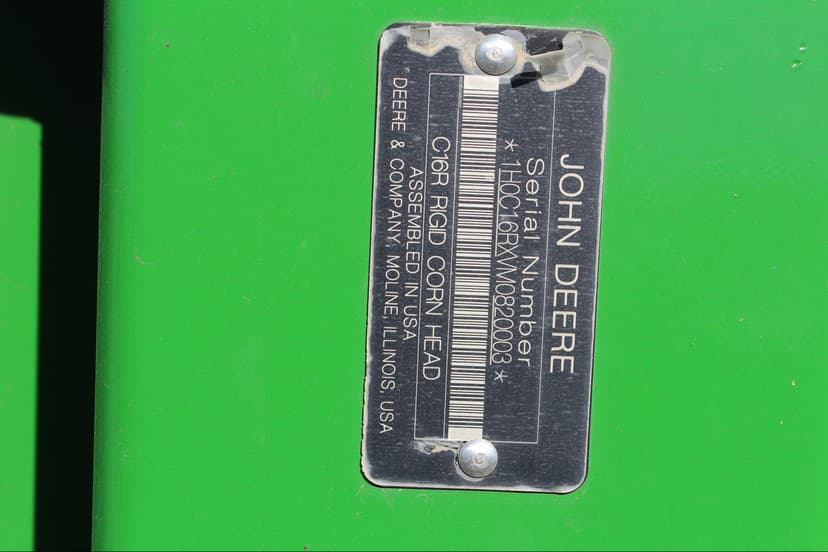 JOHN DEERE
Serial Number
*1H0C16RXVM0820003*
C16R RIGID CORN HEAD
ASSEMBLED IN USA
DEERE & COMPANY, MOLINE, ILLINOIS, USA